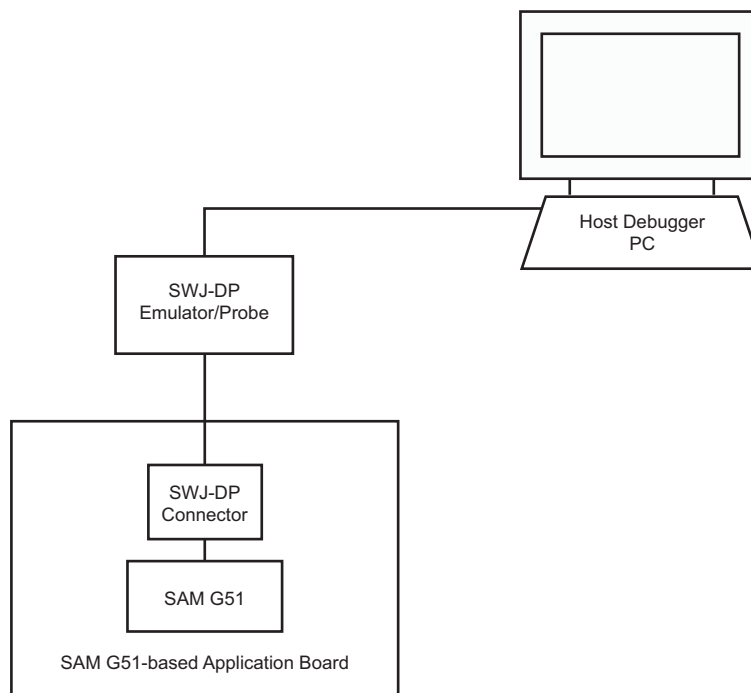 Host Debugger
PC
SWJ-DP
Emulator/Probe
SWJ-DP
Connector
SAM G51
SAM G51-based Application Board